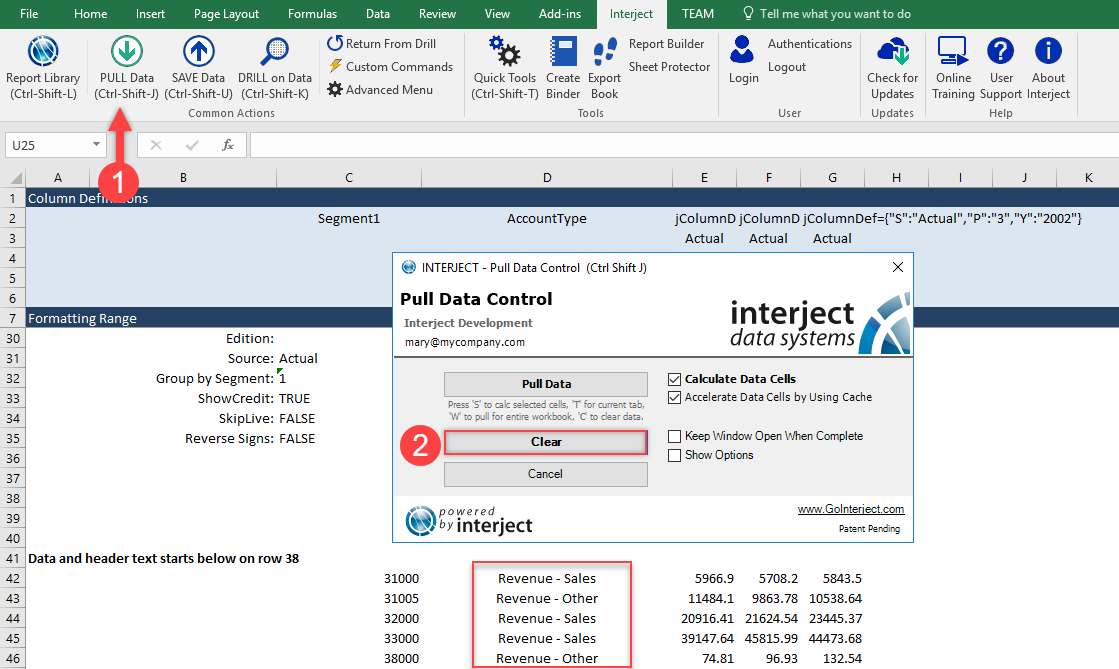 File Home Insert Page Layout Formulas Data Review View Add-ins Interject TEAM Tell me what you want to do
Report Library PULL Data SAVE Data DRILL on Data
(Ctrl-Shift-L) (Ctrl-Shift-J) (Ctrl-Shift-U) (Ctrl-Shift-K)
Return From Drill
Custom Commands
Advanced Menu
Common Actions
Quick Tools Create Export
(Ctrl-Shift-T) Binder Book
Report Builder
Sheet Protector
Tools
Login
Authentications
Logout
User
Check for
Updates
Updates
Online User About
Training Support Interject
Help
U25 fx
1
A B C D E F G H I J K
1 Column Definitions
2 Segment1 AccountType jColumnD jColumnD jColumnDef={"S":"Actual","P":"3","Y":"2002"}
3 Actual Actual Actual
4
5
6
7 Formatting Range
30 Edition:
31 Source: Actual
32 Group by Segment: 1
33 ShowCredit: TRUE
34 SkipLive: FALSE
35 Reverse Signs: FALSE
36
37
38
39
40
INTERJECT - Pull Data Control (Ctrl Shift J)
Pull Data Control
Interject Development
mary@mycompany.com
interject
data systems
Pull Data
Press 'S' to calc selected cells, 'T' for current tab,
'W' to pull for entire workbook, 'C' to clear data.
2 Clear
Cancel
Calculate Data Cells
Accelerate Data Cells by Using Cache
Keep Window Open When Complete
Show Options
powered
by interject
www.GoInterject.com
Patent Pending
41 Data and header text starts below on row 38
42 31000 Revenue - Sales 5966.9 5708.2 5843.5
43 31005 Revenue - Other 11484.1 9863.78 10538.64
44 32000 Revenue - Sales 20916.41 21624.54 23445.37
45 33000 Revenue - Sales 39147.64 45815.99 44473.68
46 38000 Revenue - Other 74.81 96.93 132.54